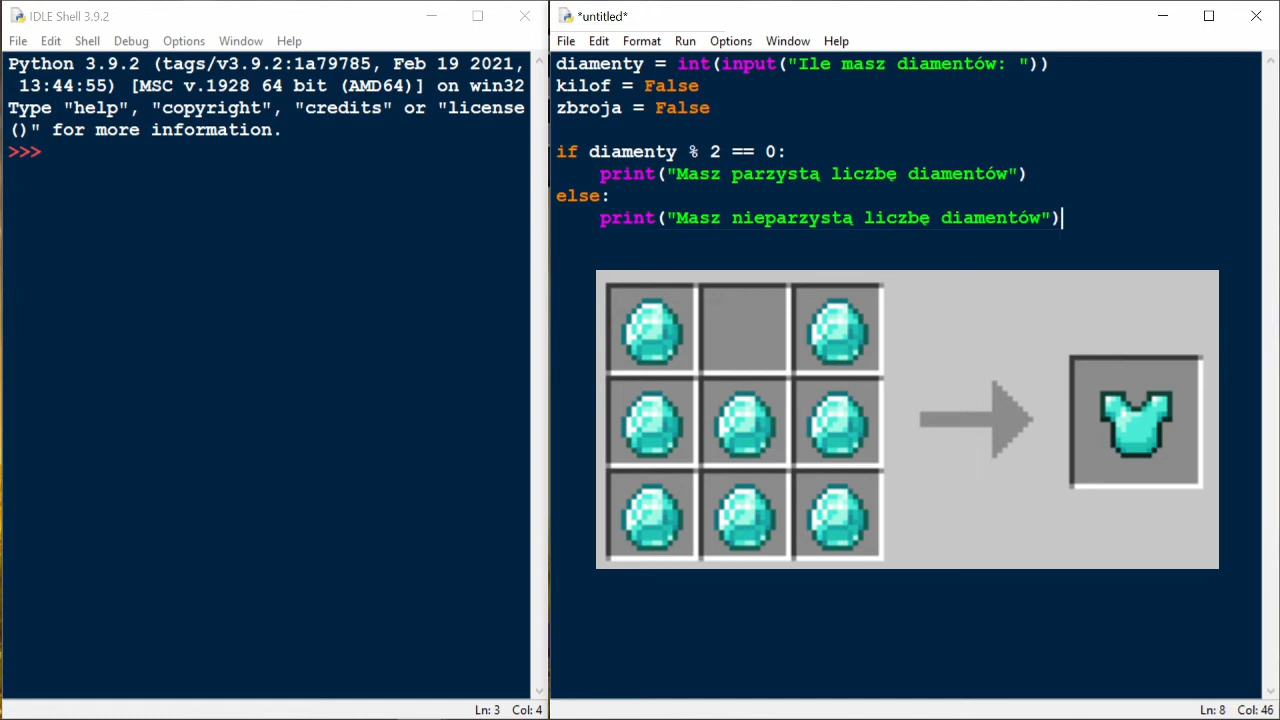 IDLE Shell 3.9.2
File Edit Shell Debug Options Window Help
Python 3.9.2 (tags/v3.9.2:1a79785, Feb 19 2021,
13:44:55) [MSC v.1928 64 bit (AMD64)] on win32
Type "help", "copyright", "credits" or "license
()" for more information.
>>>
Ln: 3 Col: 4
*untitled*
File Edit Format Run Options Window Help
diamenty = int(input("Ile masz diamentów: "))
kilof = False
zbroja = False
if diamenty % 2 == 0:
    print("Masz parzystą liczbę diamentów")
else:
    print("Masz nieparzystą liczbę diamentów")
Ln: 8 Col: 46